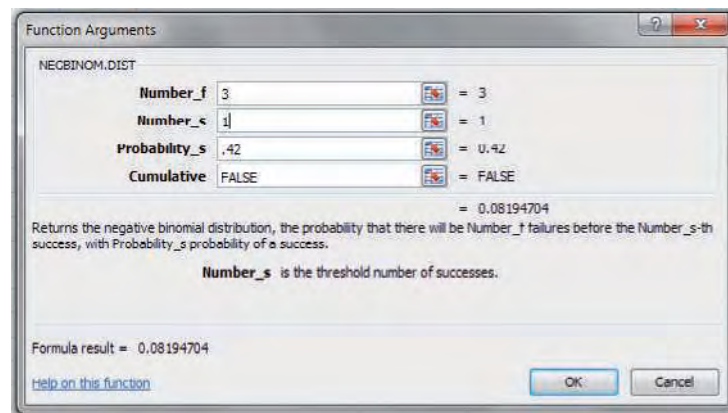 Function Arguments
NEGBINOM.DIST
Number_f 3 = 3
Number_s 1 = 1
Probability_s .42 = 0.42
Cumulative FALSE = FALSE
= 0.08194704
Returns the negative binomial distribution, the probability that there will be Number_f failures before the Number_s-th
success, with Probability_s probability of a success.
Number_s is the threshold number of successes.
Formula result = 0.08194704
Help on this function
OK Cancel